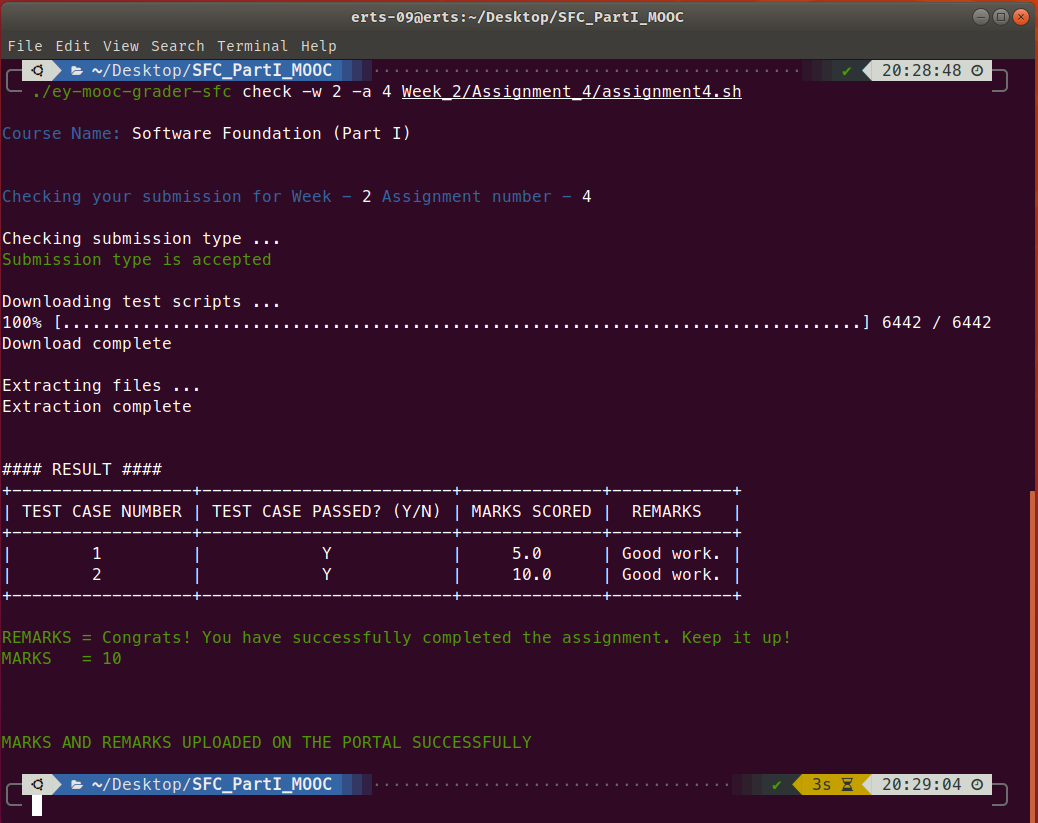 erts-09@erts:~/Desktop/SFC_PartI_MOOC
File Edit View Search Terminal Help
~/Desktop/SFC_PartI_MOOC ✔ 20:28:48
./ey-mooc-grader-sfc check -w 2 -a 4 Week_2/Assignment_4/assignment4.sh
Course Name: Software Foundation (Part I)
Checking your submission for Week - 2 Assignment number - 4
Checking submission type ...
Submission type is accepted
Downloading test scripts ...
100% [................................................................................] 6442 / 6442
Download complete
Extracting files ...
Extraction complete
#### RESULT ####
+------------------+-------------------------+--------------+------------+
| TEST CASE NUMBER | TEST CASE PASSED? (Y/N) | MARKS SCORED | REMARKS |
+------------------+-------------------------+--------------+------------+
| 1 | Y | 5.0 | Good work. |
| 2 | Y | 10.0 | Good work. |
+------------------+-------------------------+--------------+------------+
REMARKS = Congrats! You have successfully completed the assignment. Keep it up!
MARKS = 10
MARKS AND REMARKS UPLOADED ON THE PORTAL SUCCESSFULLY
~/Desktop/SFC_PartI_MOOC ✔ 3s 20:29:04